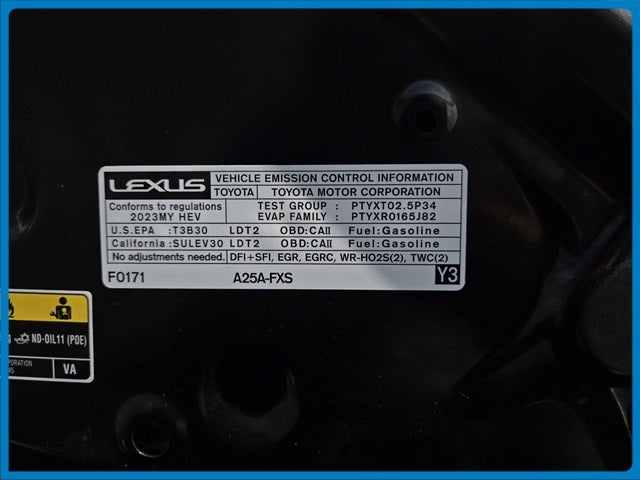 LEXUS VEHICLE EMISSION CONTROL INFORMATION
TOYOTA TOYOTA MOTOR CORPORATION
Conforms to regulations TEST GROUP : PTYXT02.5P34
2023MY HEV EVAP FAMILY : PTYXR0165J82
U.S.EPA :T3B30 LDT2 OBD:CAII Fuel:Gasoline
California :SULEV30 LDT2 OBD:CAII Fuel:Gasoline
No adjustments needed. DFI+SFI, EGR, EGRC, WR-HO2S(2), TWC(2)
F0171 A25A-FXS Y3
ND-OIL11 (POE)
VA